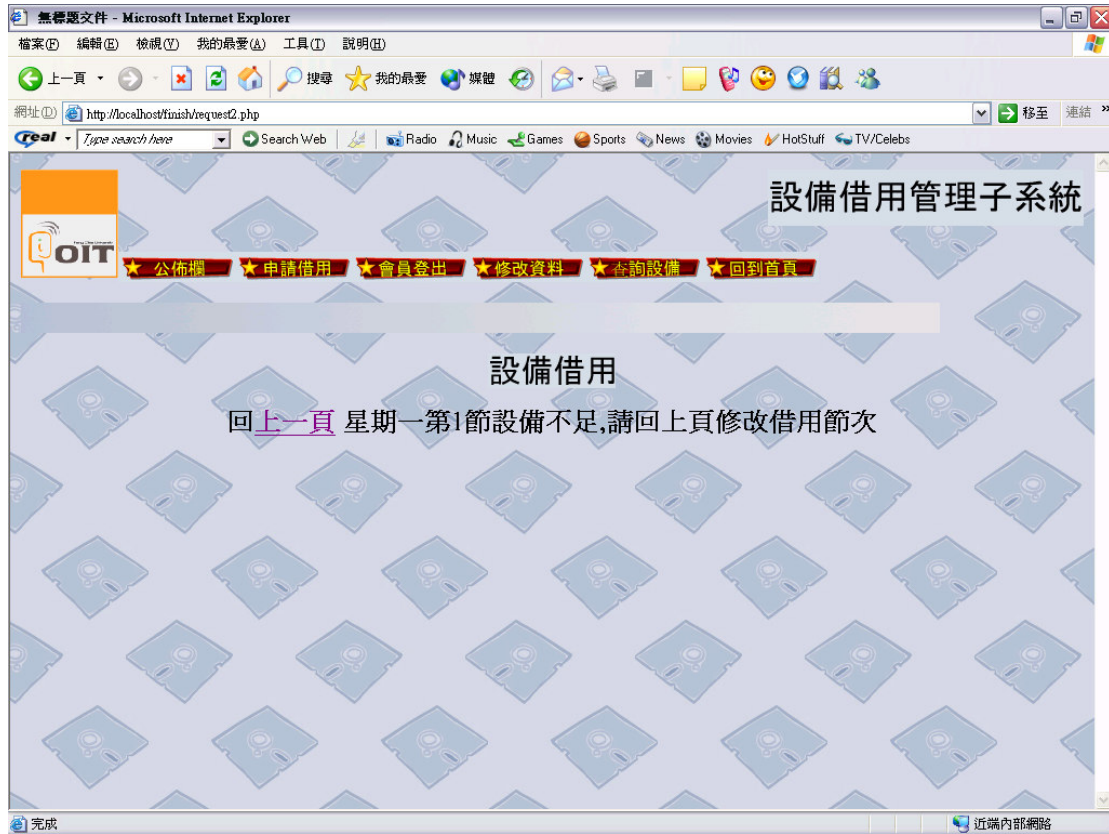 無標題文件 - Microsoft Internet Explorer
檔案(F) 編輯(E) 檢視(V) 我的最愛(A) 工具(T) 說明(H)
上一頁 搜尋 我的最愛 媒體
網址(D) http://localhost/finish/request2.php 移至 連結 »
real Type search here Search Web Radio Music Games Sports News Movies HotStuff TV/Celebs
設備借用管理子系統
iOIT
公佈欄 申請借用 會員登出 修改資料 查詢設備 回到首頁
設備借用
回上一頁 星期一第1節設備不足,請回上頁修改借用節次
完成 近端內部網路